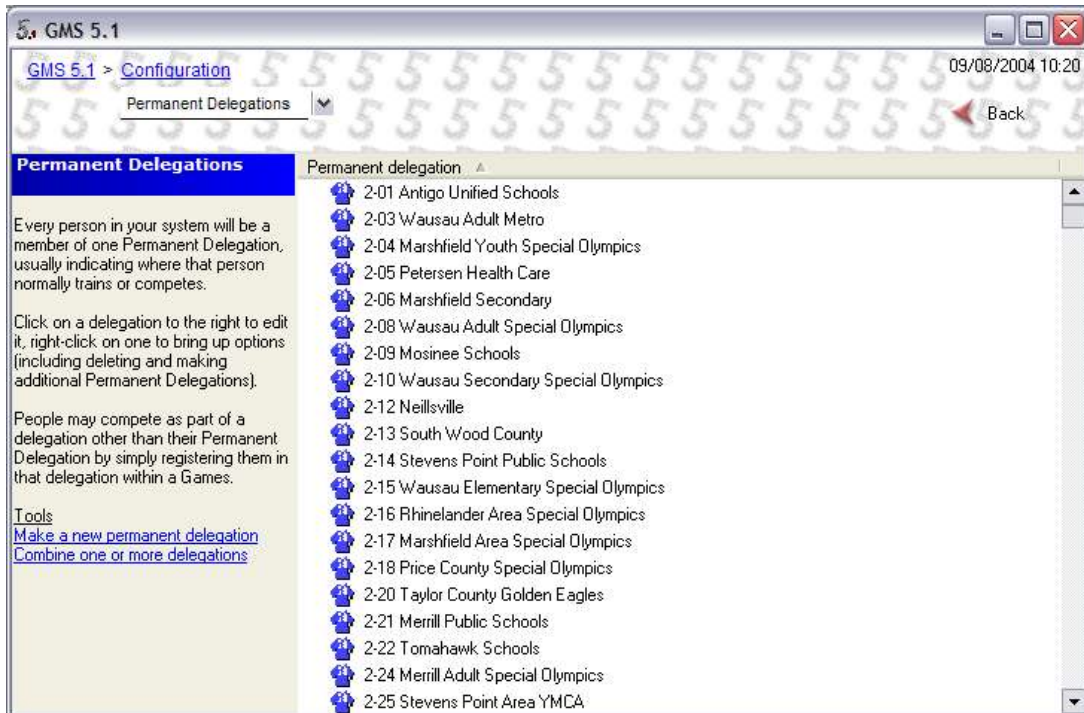 GMS 5.1
GMS 5.1 > Configuration
09/08/2004 10:20
Permanent Delegations
Back
Permanent Delegations
Every person in your system will be a
member of one Permanent Delegation,
usually indicating where that person
normally trains or competes.
Click on a delegation to the right to edit
it, right-click on one to bring up options
(including deleting and making
additional Permanent Delegations).
People may compete as part of a
delegation other than their Permanent
Delegation by simply registering them in
that delegation within a Games.
Tools
Make a new permanent delegation
Combine one or more delegations
Permanent delegation
2-01 Antigo Unified Schools
2-03 Wausau Adult Metro
2-04 Marshfield Youth Special Olympics
2-05 Petersen Health Care
2-06 Marshfield Secondary
2-08 Wausau Adult Special Olympics
2-09 Mosinee Schools
2-10 Wausau Secondary Special Olympics
2-12 Neillsville
2-13 South Wood County
2-14 Stevens Point Public Schools
2-15 Wausau Elementary Special Olympics
2-16 Rhinelander Area Special Olympics
2-17 Marshfield Area Special Olympics
2-18 Price County Special Olympics
2-20 Taylor County Golden Eagles
2-21 Merrill Public Schools
2-22 Tomahawk Schools
2-24 Merrill Adult Special Olympics
2-25 Stevens Point Area YMCA